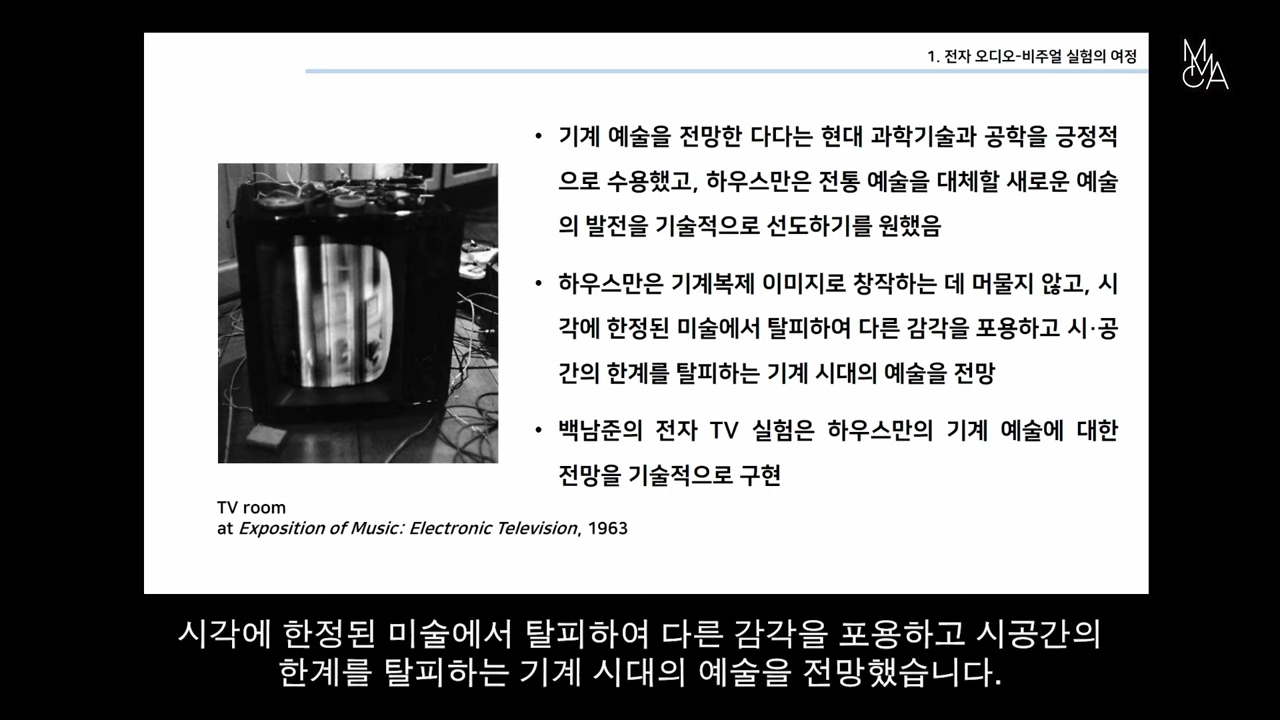 1. 전자 오디오-비주얼 실험의 여정
MMCA
• 기계 예술을 전망한 다다는 현대 과학기술과 공학을 긍정적
으로 수용했고, 하우스만은 전통 예술을 대체할 새로운 예술
의 발전을 기술적으로 선도하기를 원했음
• 하우스만은 기계복제 이미지로 창작하는 데 머물지 않고, 시
각에 한정된 미술에서 탈피하여 다른 감각을 포용하고 시·공
간의 한계를 탈피하는 기계 시대의 예술을 전망
• 백남준의 전자 TV 실험은 하우스만의 기계 예술에 대한
전망을 기술적으로 구현
TV room
at Exposition of Music: Electronic Television, 1963
시각에 한정된 미술에서 탈피하여 다른 감각을 포용하고 시공간의
한계를 탈피하는 기계 시대의 예술을 전망했습니다.